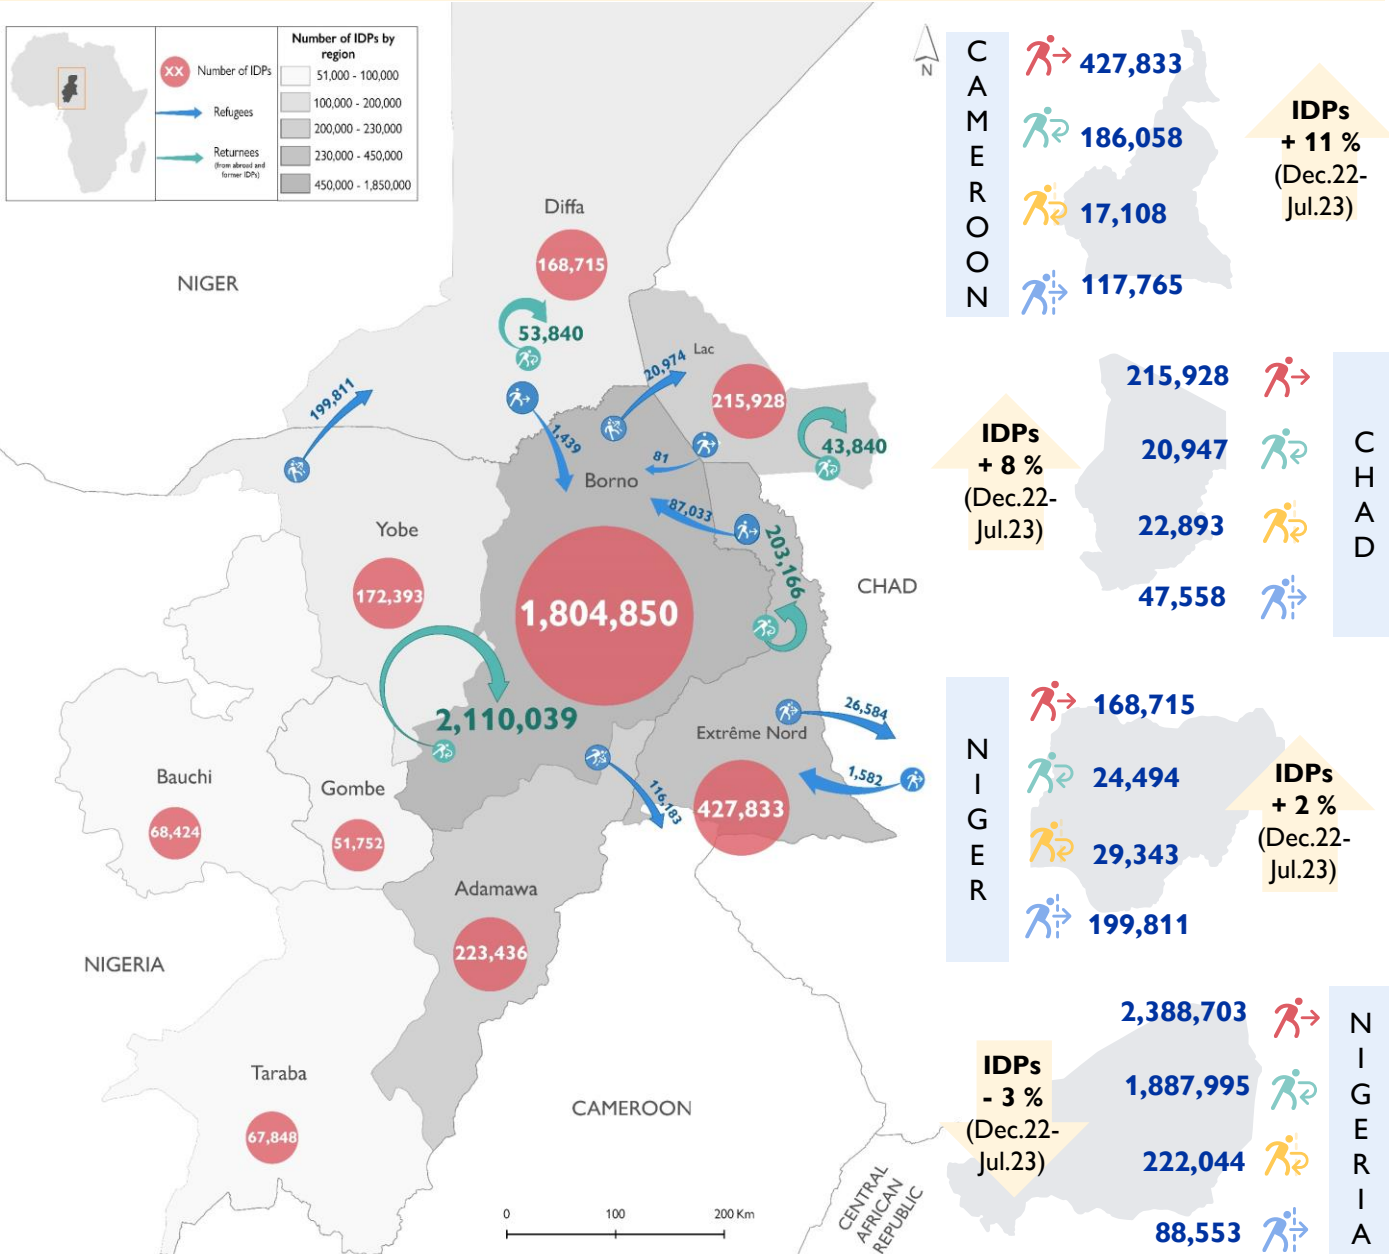 XX
Number of IDPs
Refugees
Returnees
(from abroad and
former IDPs)
Number of IDPs by
region
51,000 - 100,000
100,000 - 200,000
200,000 - 230,000
230,000 - 450,000
450,000 - 1,850,000
N
NIGER
Diffa
168,715
53,840
199,811
1,439
20,974
Lac
215,928
43,840
81
Borno
87,033
203,166
CHAD
Yobe
172,393
1,804,850
2,110,039
Extrême Nord
26,584
1,582
427,833
116,183
Bauchi
68,424
Gombe
51,752
Adamawa
223,436
NIGERIA
Taraba
67,848
CAMEROON
CENTRAL
AFRICAN
REPUBLIC
0 100 200 Km
CAMEROON
427,833
186,058
17,108
117,765
IDPs
+ 11 %
(Dec.22-
Jul.23)
CHAD
215,928
20,947
22,893
47,558
IDPs
+ 8 %
(Dec.22-
Jul.23)
NIGER
168,715
24,494
29,343
199,811
IDPs
+ 2 %
(Dec.22-
Jul.23)
NIGERIA
2,388,703
1,887,995
222,044
88,553
IDPs
- 3 %
(Dec.22-
Jul.23)